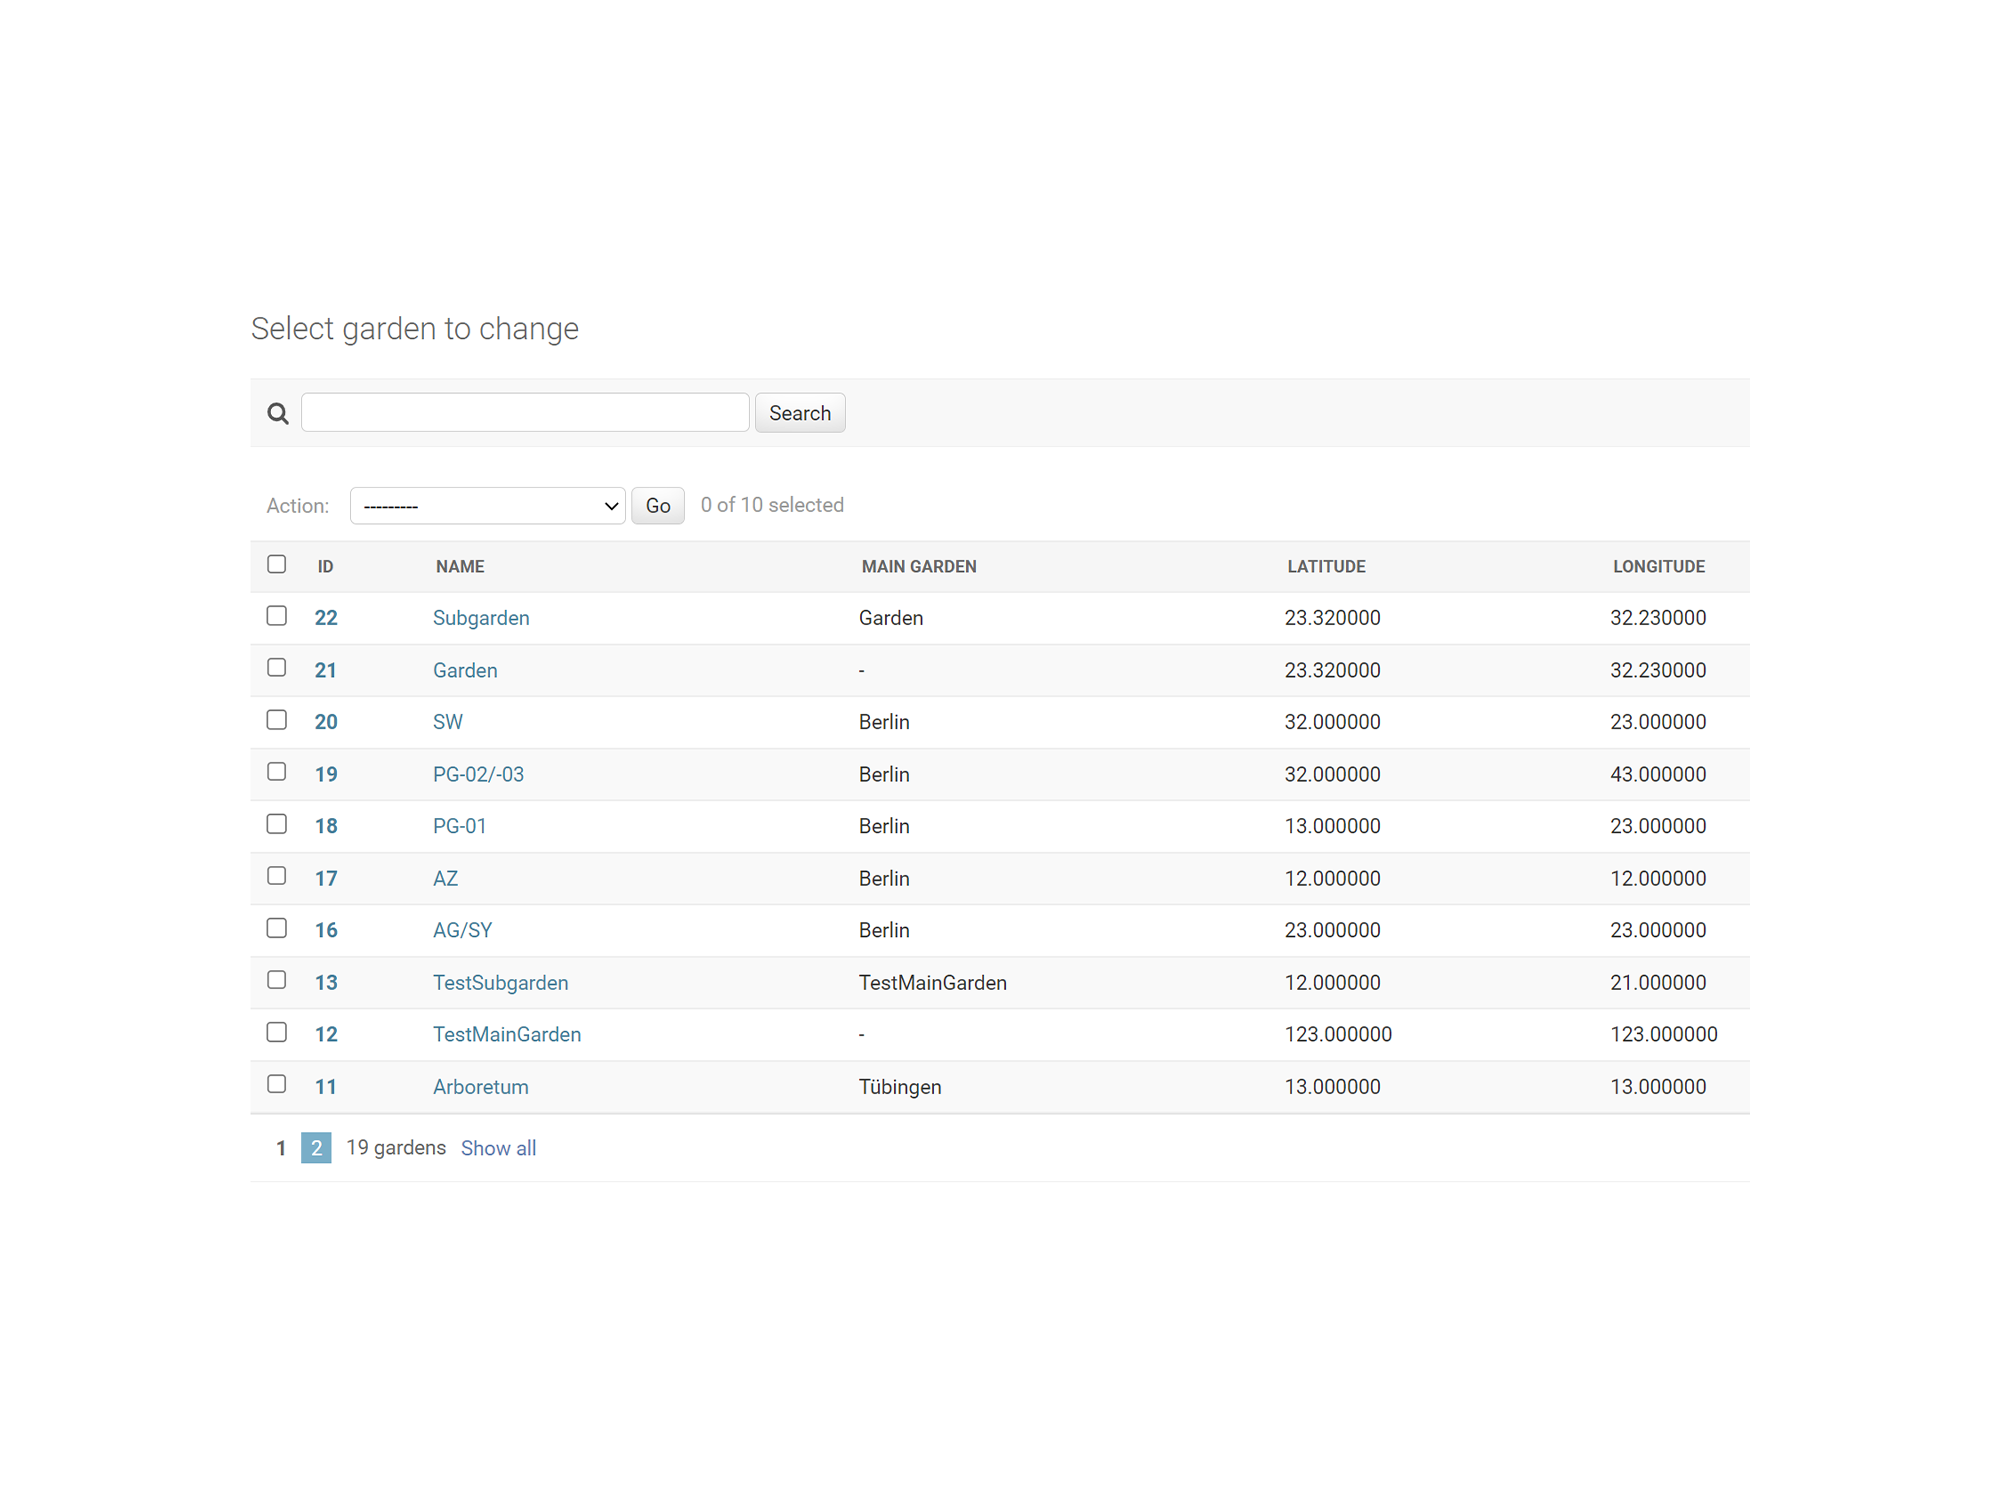 Select garden to change
Search
Action: --------- Go 0 of 10 selected
ID NAME MAIN GARDEN LATITUDE LONGITUDE
22 Subgarden Garden 23.320000 32.230000
21 Garden - 23.320000 32.230000
20 SW Berlin 32.000000 23.000000
19 PG-02/-03 Berlin 32.000000 43.000000
18 PG-01 Berlin 13.000000 23.000000
17 AZ Berlin 12.000000 12.000000
16 AG/SY Berlin 23.000000 23.000000
13 TestSubgarden TestMainGarden 12.000000 21.000000
12 TestMainGarden - 123.000000 123.000000
11 Arboretum Tübingen 13.000000 13.000000
1 2 19 gardens Show all